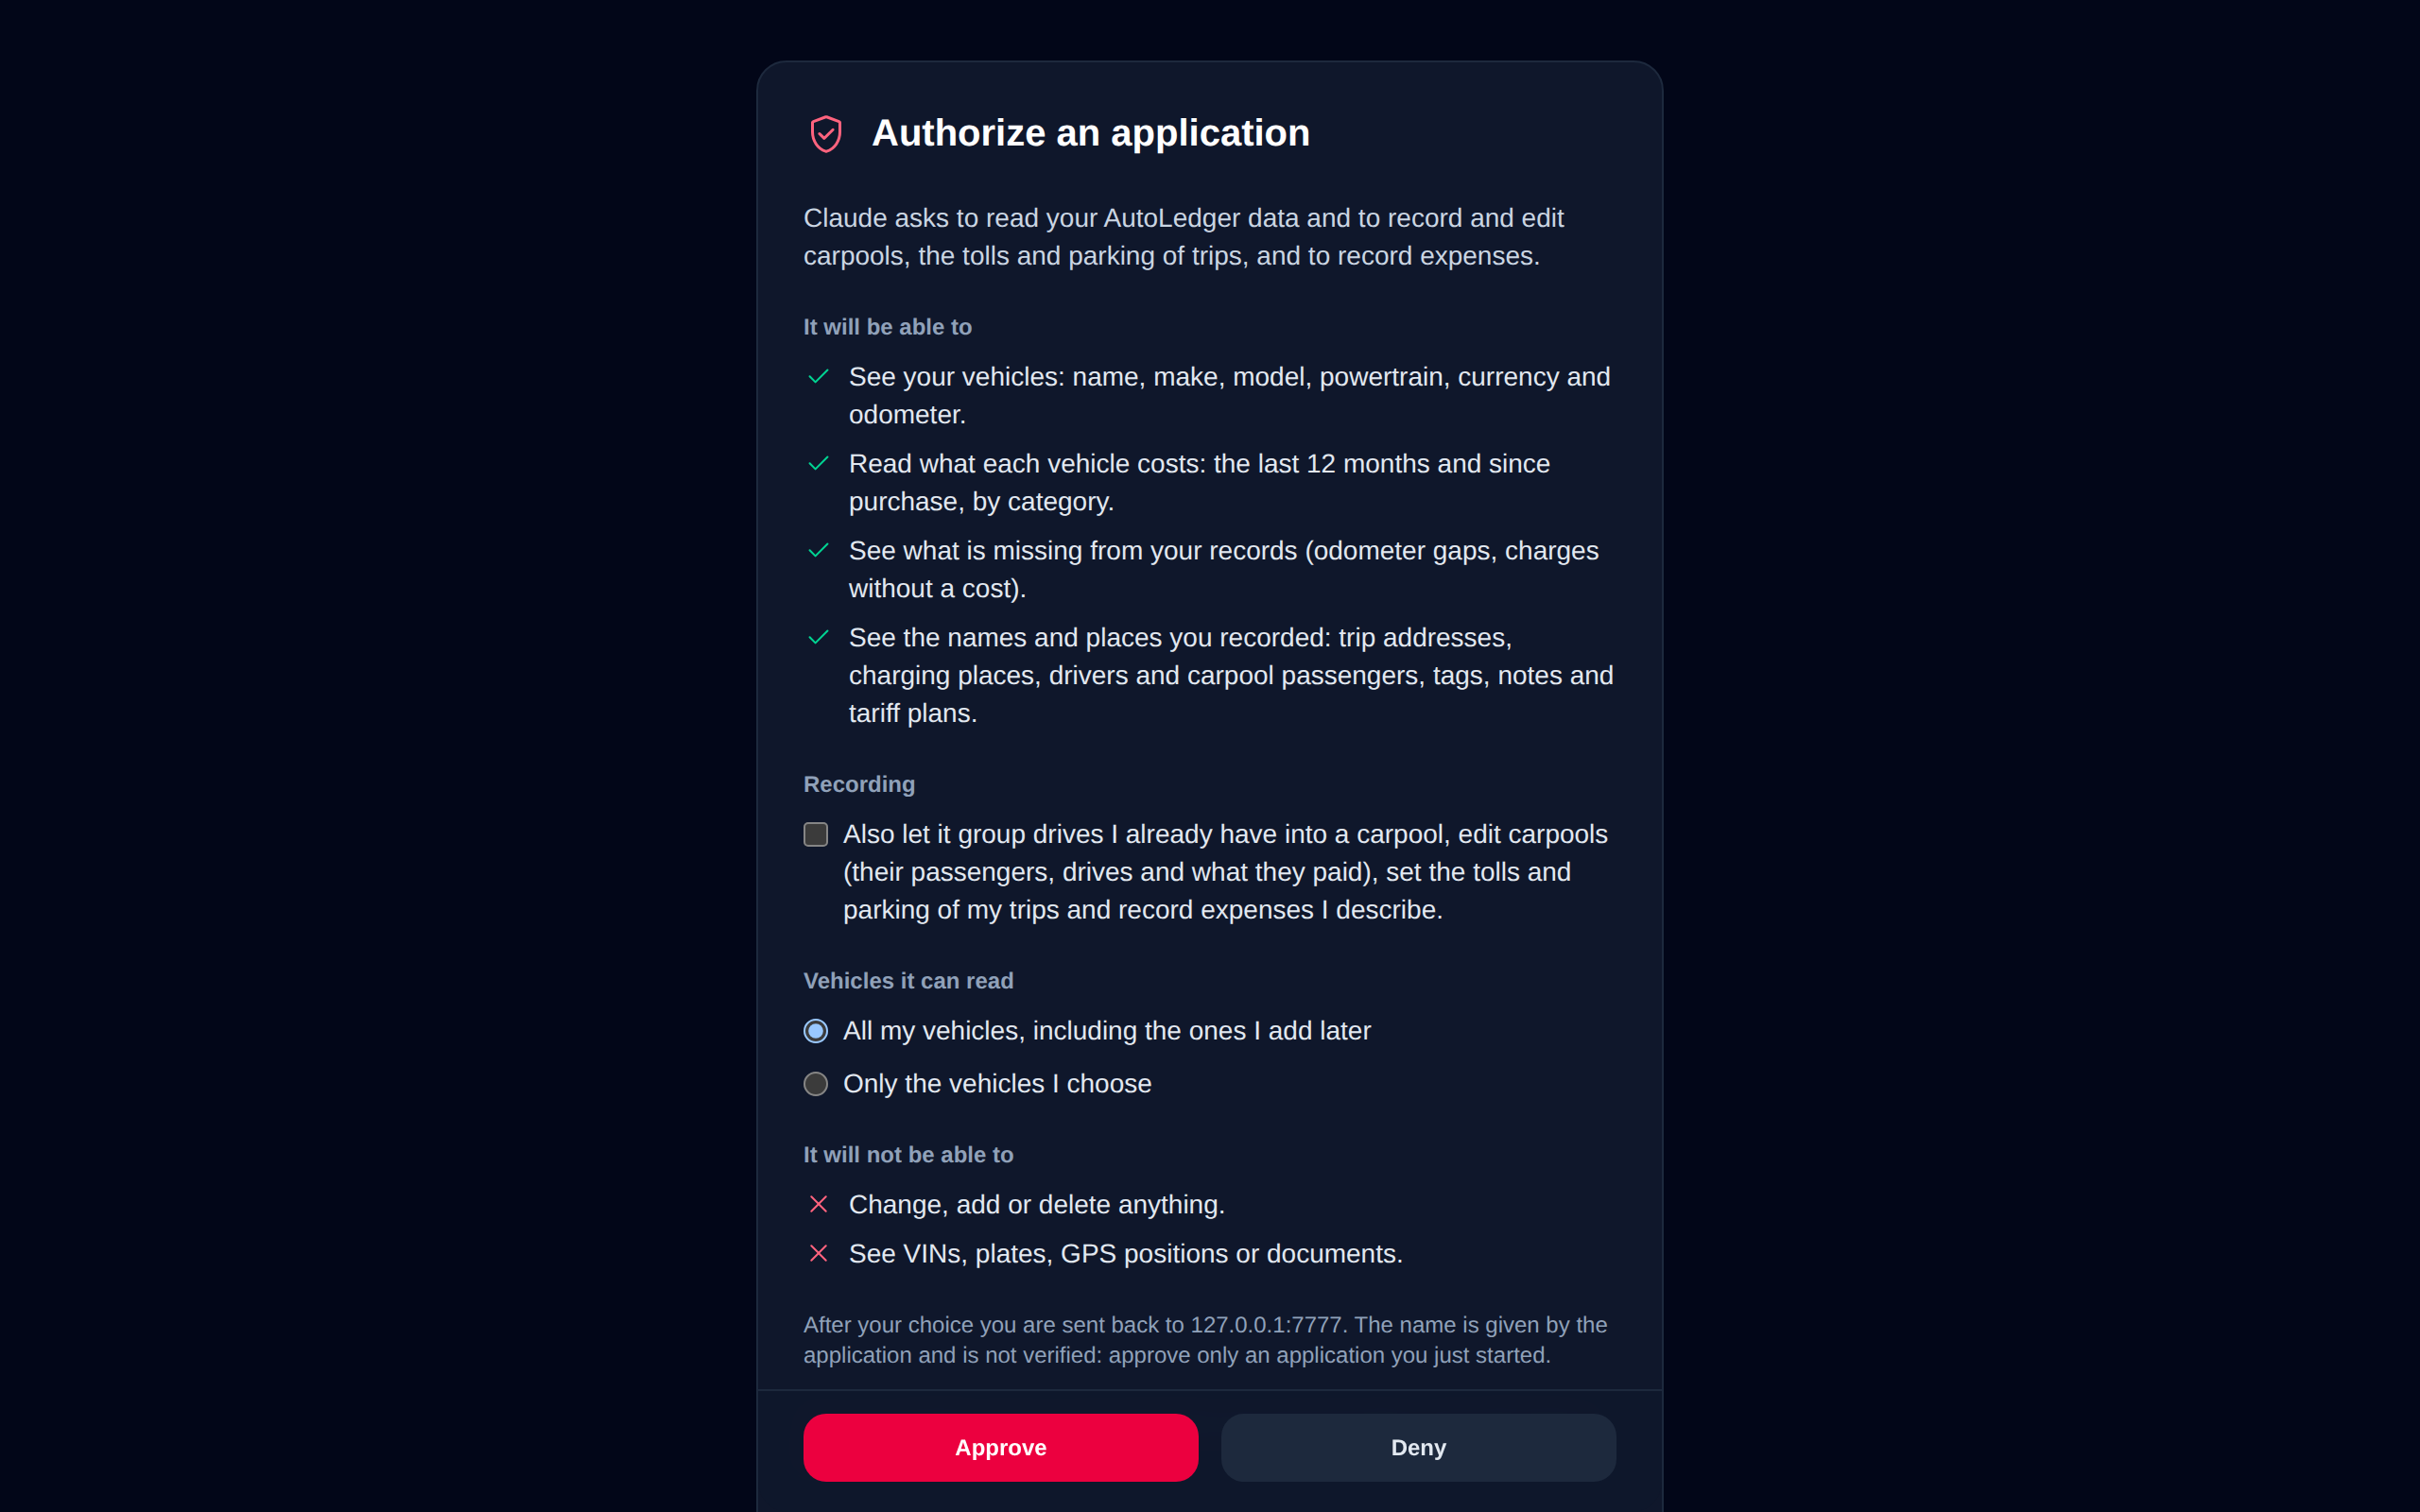 Authorize an application
Claude asks to read your AutoLedger data and to record and edit
carpools, the tolls and parking of trips, and to record expenses.
It will be able to
See your vehicles: name, make, model, powertrain, currency and
odometer.
Read what each vehicle costs: the last 12 months and since
purchase, by category.
See what is missing from your records (odometer gaps, charges
without a cost).
See the names and places you recorded: trip addresses,
charging places, drivers and carpool passengers, tags, notes and
tariff plans.
Recording
Also let it group drives I already have into a carpool, edit carpools
(their passengers, drives and what they paid), set the tolls and
parking of my trips and record expenses I describe.
Vehicles it can read
All my vehicles, including the ones I add later
Only the vehicles I choose
It will not be able to
Change, add or delete anything.
See VINs, plates, GPS positions or documents.
After your choice you are sent back to 127.0.0.1:7777. The name is given by the
application and is not verified: approve only an application you just started.
Approve
Deny